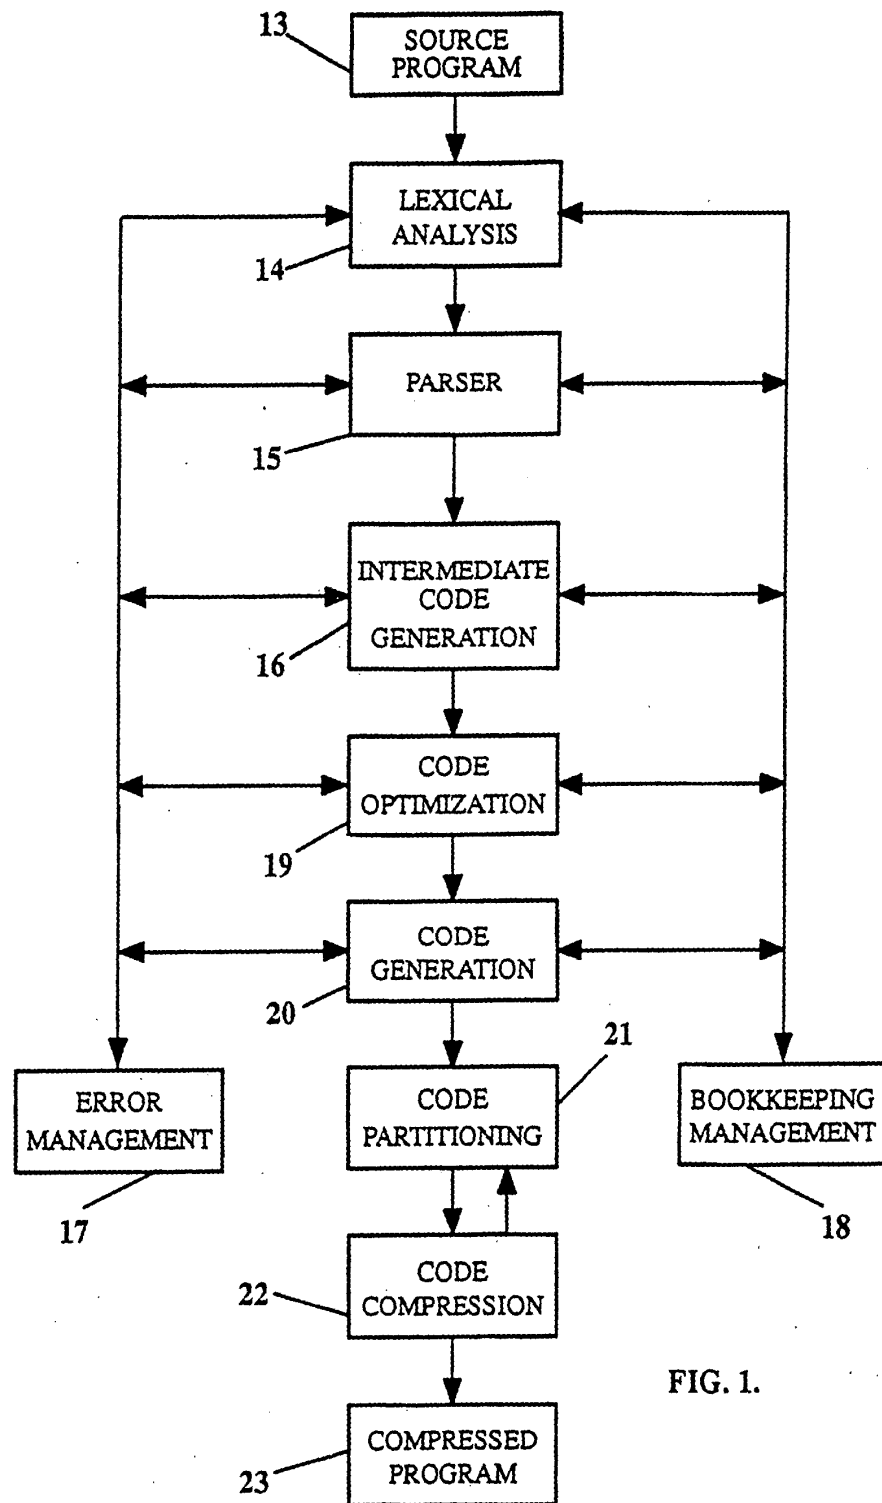 13
SOURCE
PROGRAM
LEXICAL
ANALYSIS
14
PARSER
15
INTERMEDIATE
CODE
GENERATION
16
CODE
OPTIMIZATION
19
CODE
GENERATION
20
21
ERROR
MANAGEMENT
17
CODE
PARTITIONING
BOOKKEEPING
MANAGEMENT
18
CODE
COMPRESSION
22
FIG. 1.
COMPRESSED
PROGRAM
23